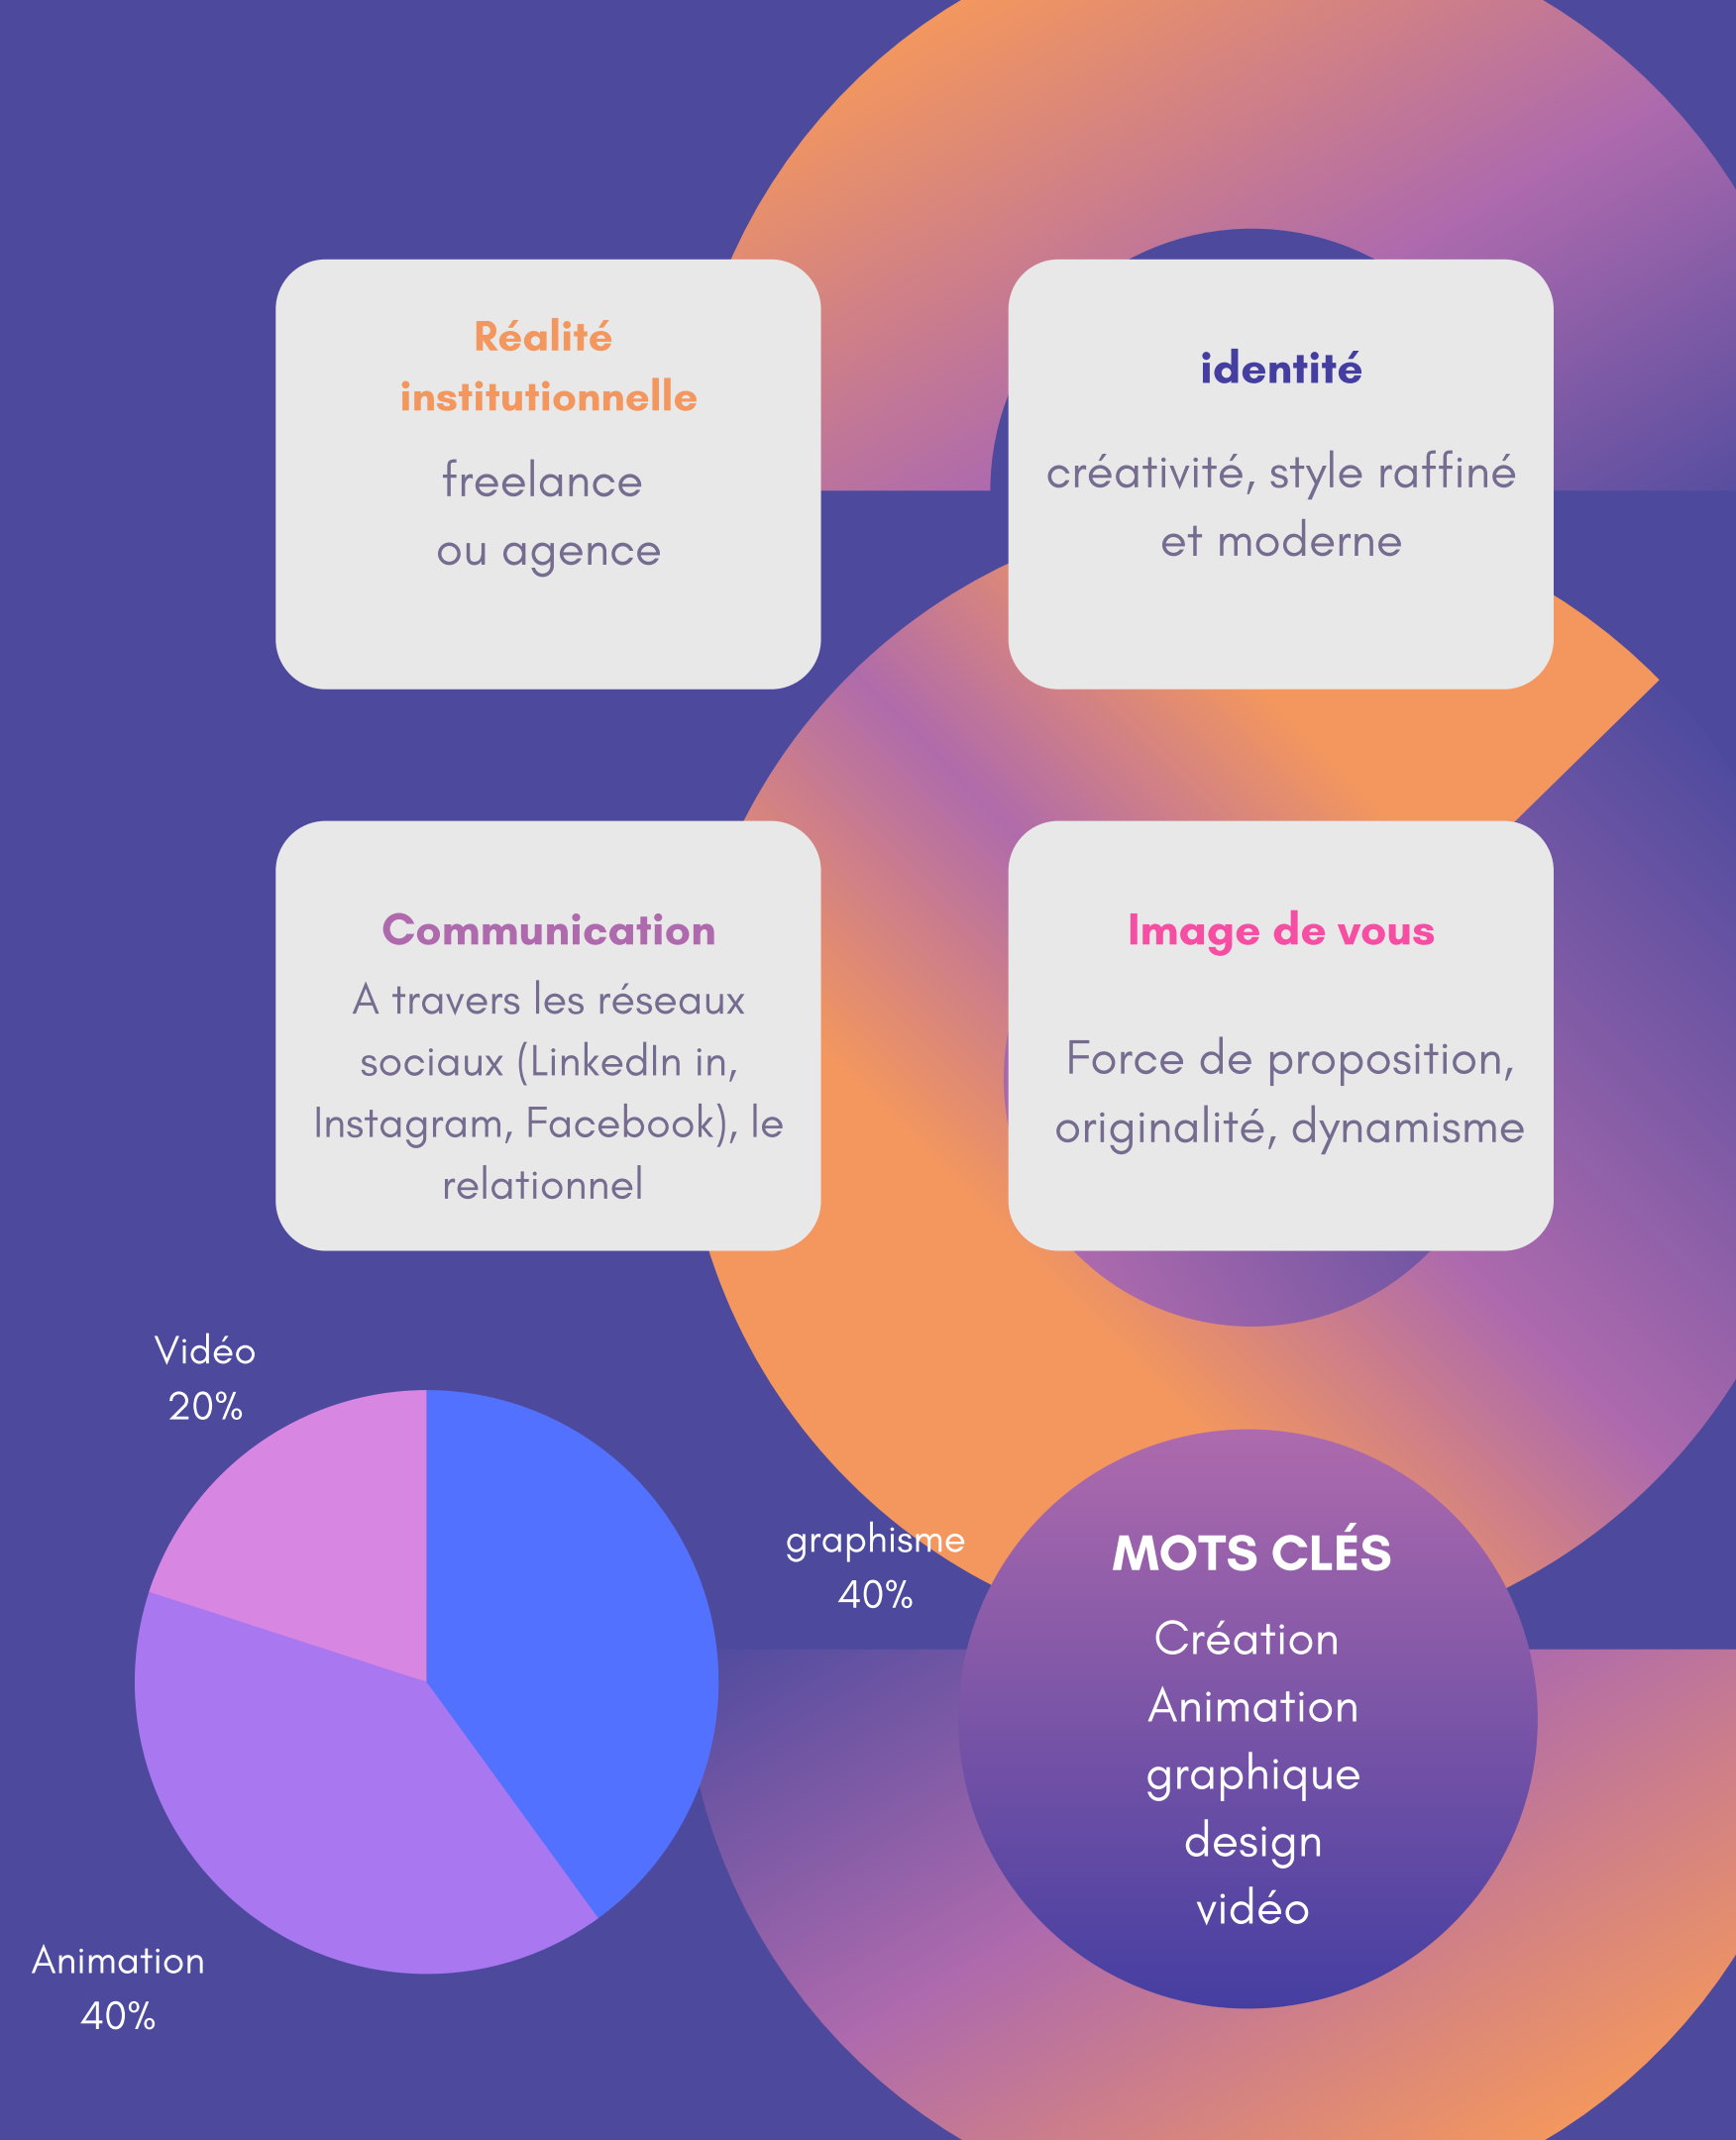 Réalité
institutionnelle
freelance
ou agence
identité
créativité, style raffiné
et moderne
Communication
A travers les réseaux
sociaux (LinkedIn in,
Instagram, Facebook), le
relationnel
Image de vous
Force de proposition,
originalité, dynamisme
Vidéo
20%
graphisme
40%
Animation
40%
MOTS CLÉS
Création
Animation
graphique
design
vidéo